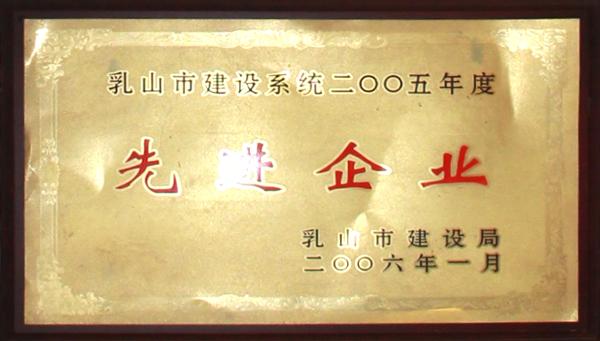 乳山市建设系统二〇〇五年度
先进企业
乳山市建设局
二〇〇六年一月